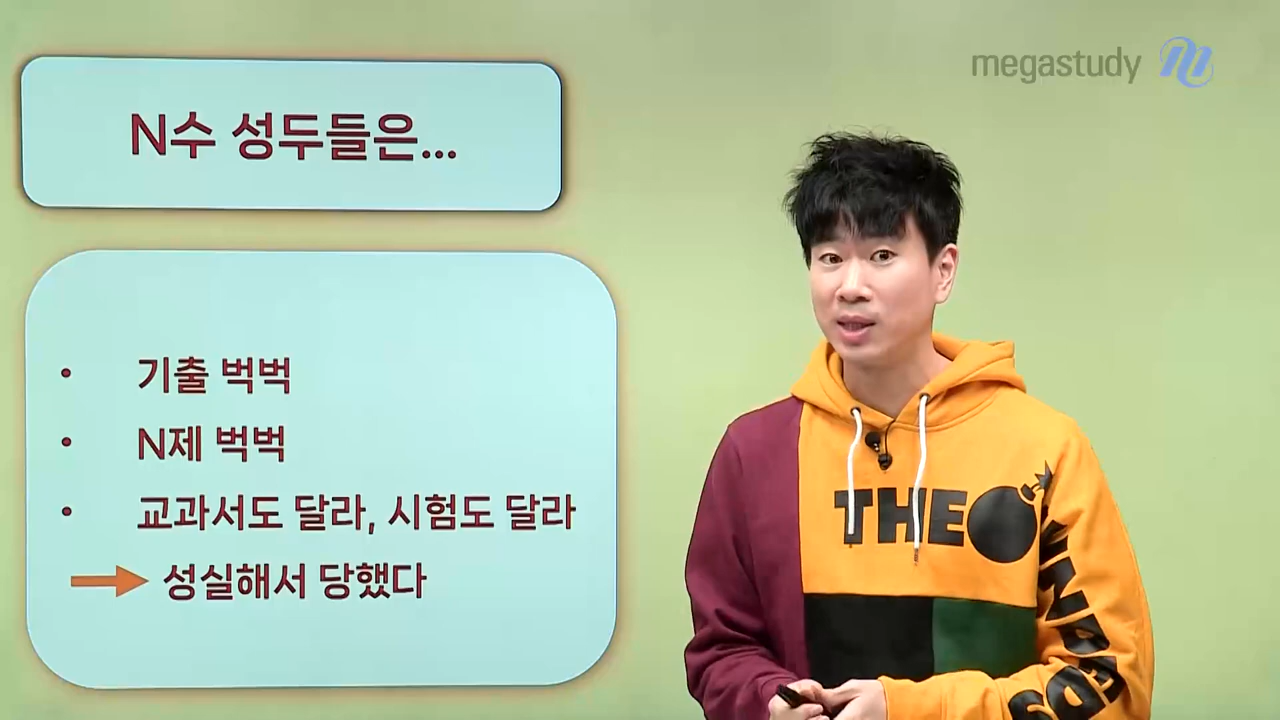 megastudy
N수 성두들은...
• 기출 벅벅
• N제 벅벅
• 교과서도 달라, 시험도 달라
→ 성실해서 당했다
THE
HUNDREDS